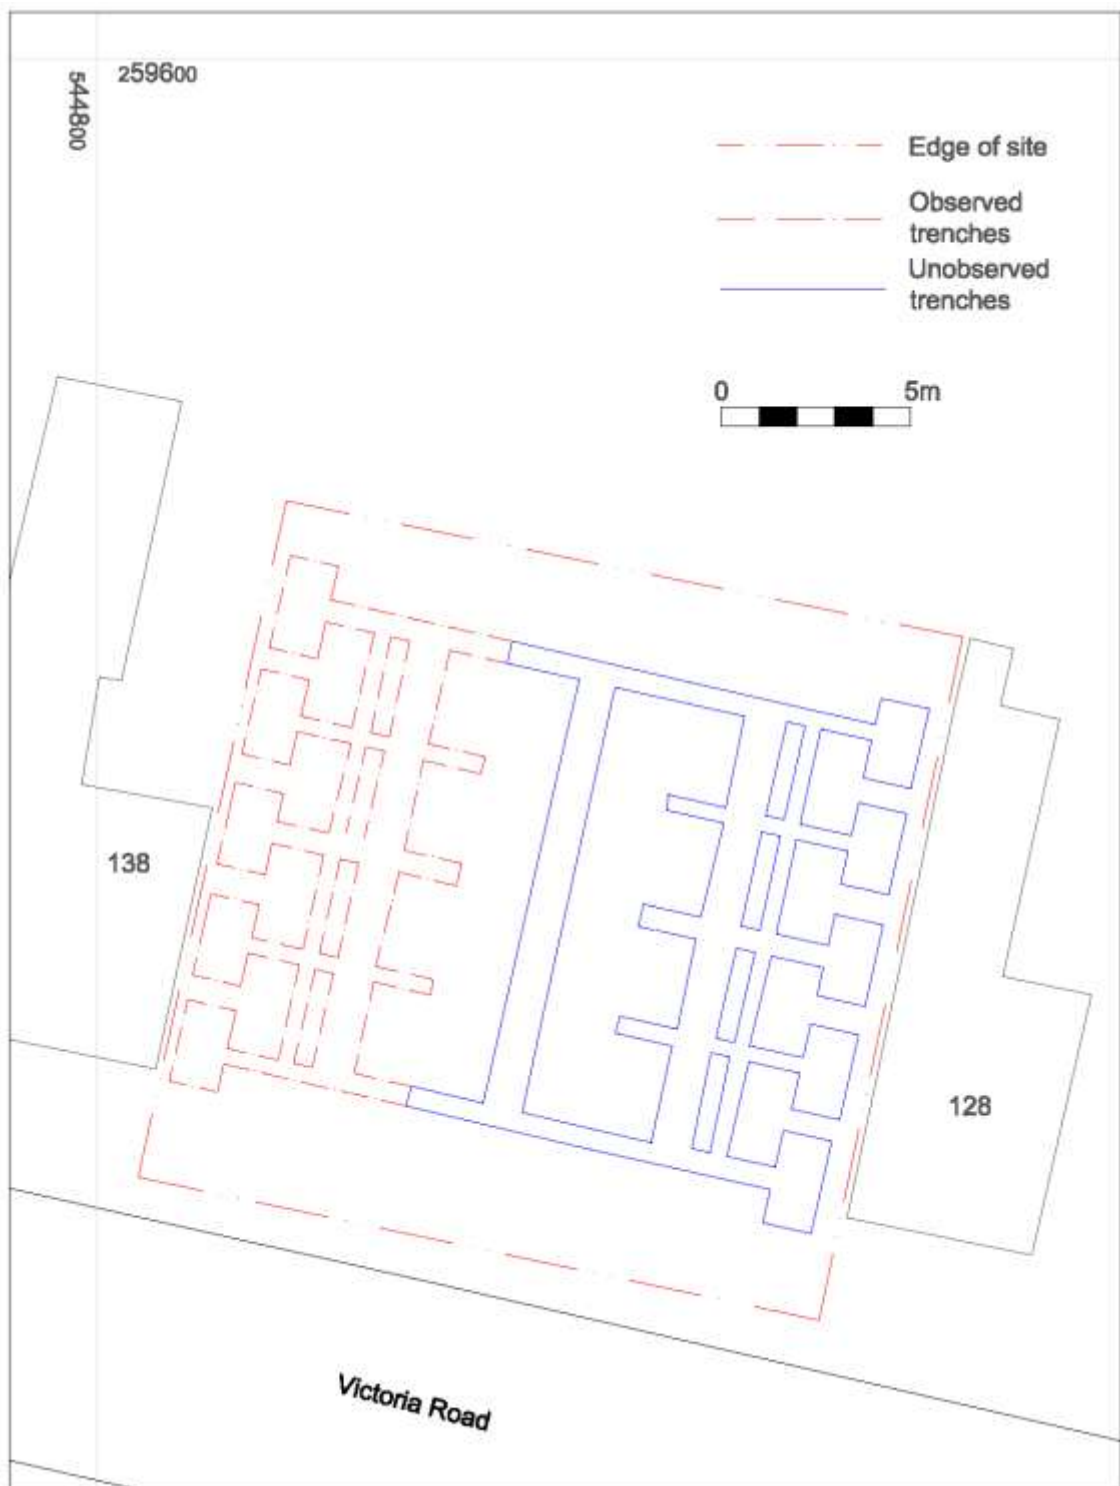 259600
544800
Edge of site
Observed
trenches
Unobserved
trenches
0 5m
138
128
Victoria Road